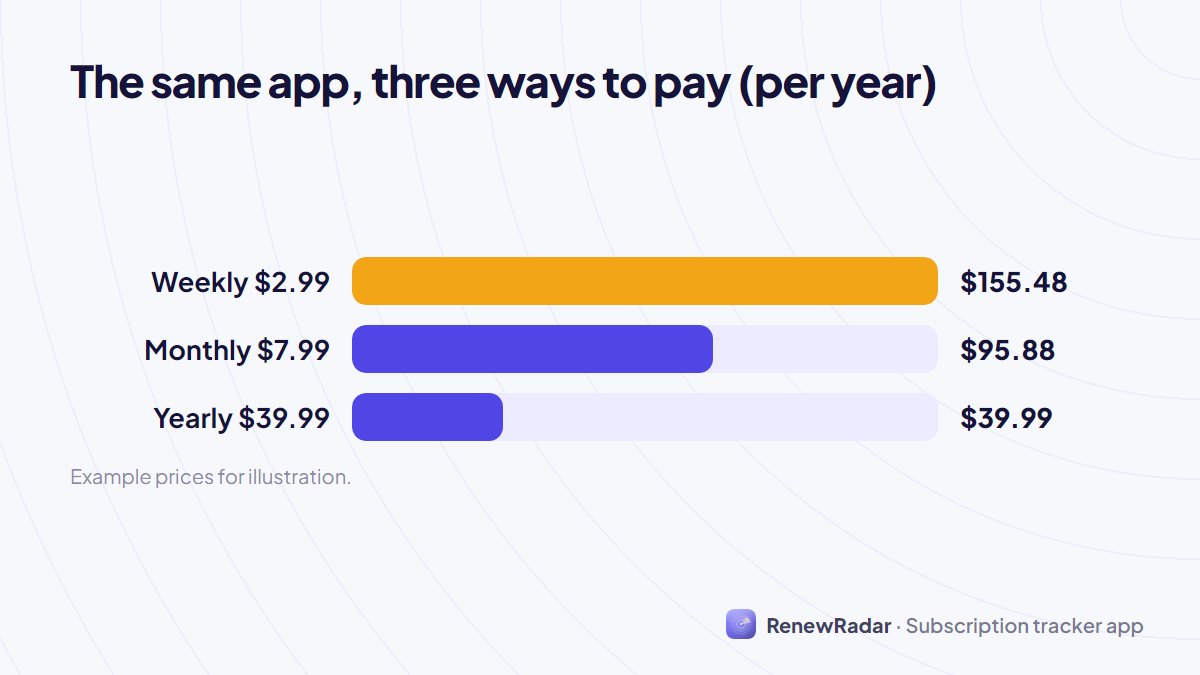 The same app, three ways to pay (per year)
Weekly $2.99 $155.48
Monthly $7.99 $95.88
Yearly $39.99 $39.99
Example prices for illustration.
RenewRadar · Subscription tracker app